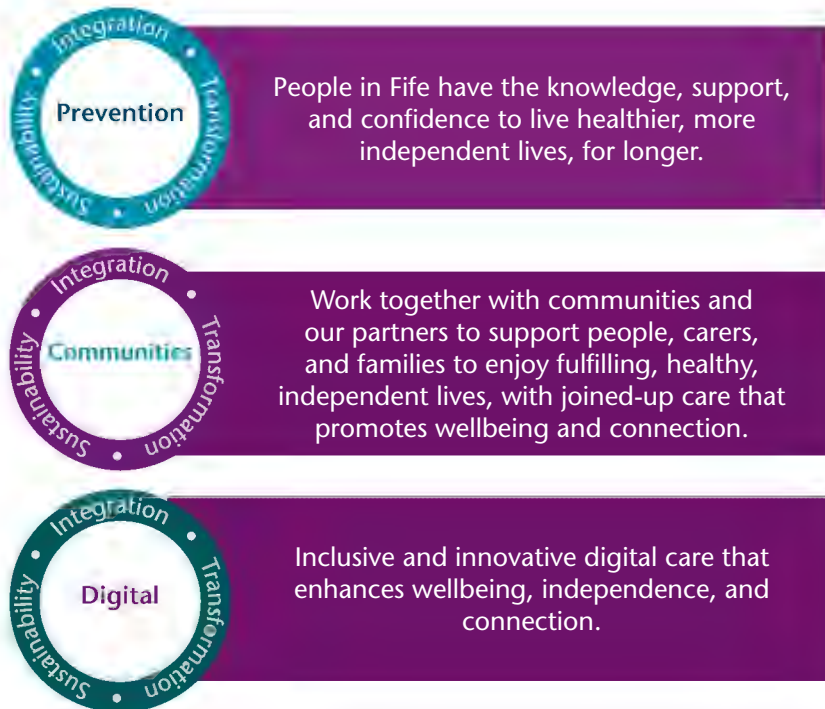 Integration • Transformation • Sustainability •
Prevention
People in Fife have the knowledge, support,
and confidence to live healthier, more
independent lives, for longer.
Integration • Transformation • Sustainability •
Communities
Work together with communities and
our partners to support people, carers,
and families to enjoy fulfilling, healthy,
independent lives, with joined-up care that
promotes wellbeing and connection.
Integration • Transformation • Sustainability •
Digital
Inclusive and innovative digital care that
enhances wellbeing, independence, and
connection.